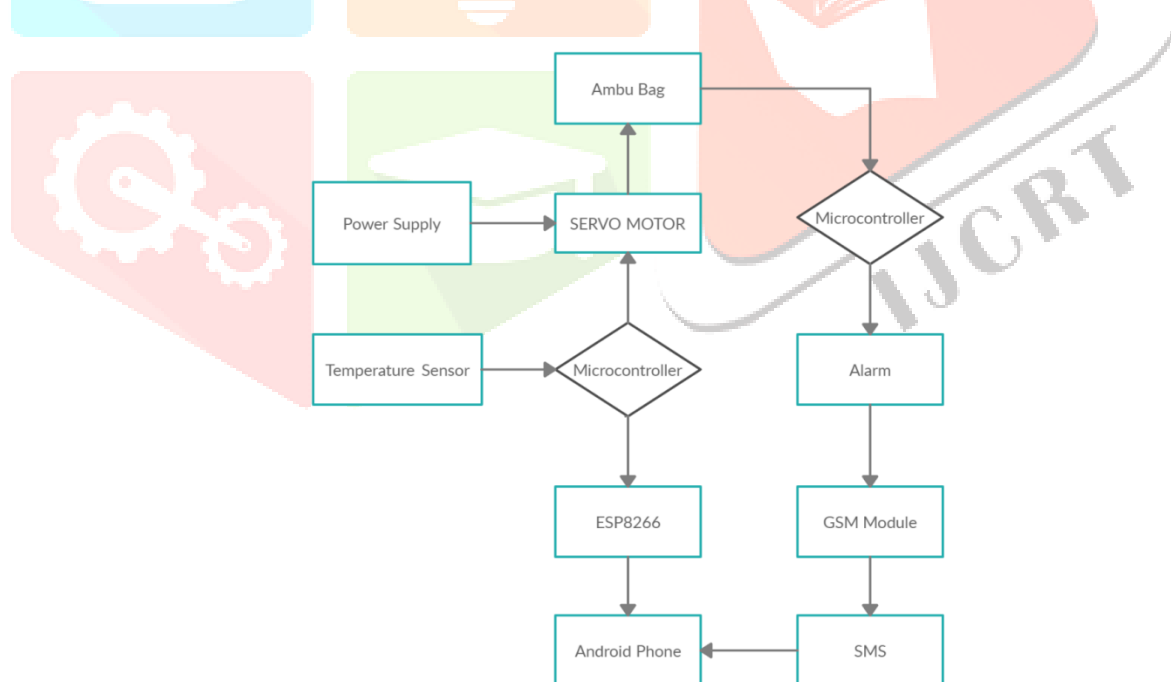 Ambu Bag
Power Supply
SERVO MOTOR
Microcontroller
IJCRT
Temperature Sensor
Microcontroller
Alarm
ESP8266
GSM Module
Android Phone
SMS